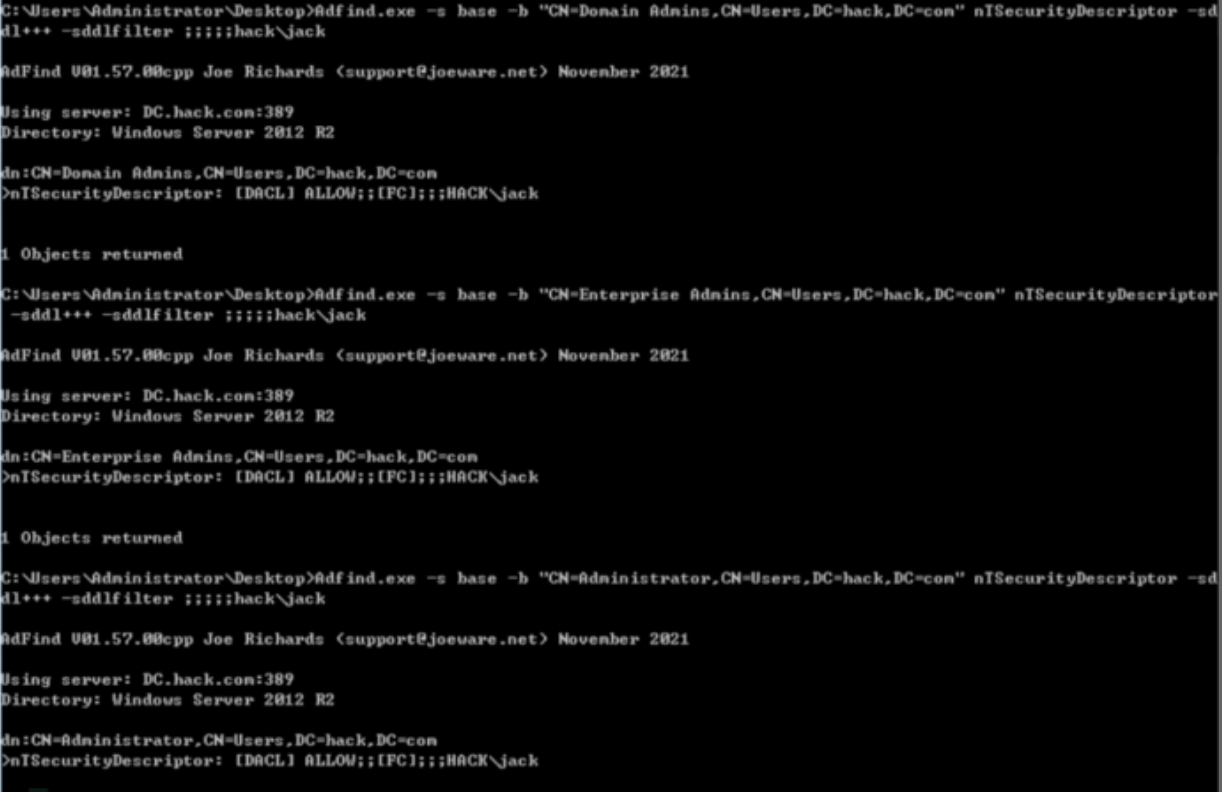 C:\Users\Administrator\Desktop>Adfind.exe -s base -b "CN=Domain Admins,CN=Users,DC=hack,DC=com" nTSecurityDescriptor -sd
dl+++ -sddlfilter ;;;;;hack\jack
AdFind V01.57.00cpp Joe Richards (support@joeware.net) November 2021
Using server: DC.hack.com:389
Directory: Windows Server 2012 R2
dn:CN=Domain Admins,CN=Users,DC=hack,DC=com
>nTSecurityDescriptor: [DACL] ALLOW;;[FC];;;HACK\jack
1 Objects returned
C:\Users\Administrator\Desktop>Adfind.exe -s base -b "CN=Enterprise Admins,CN=Users,DC=hack,DC=com" nTSecurityDescriptor
-sddl+++ -sddlfilter ;;;;;hack\jack
AdFind V01.57.00cpp Joe Richards (support@joeware.net) November 2021
Using server: DC.hack.com:389
Directory: Windows Server 2012 R2
dn:CN=Enterprise Admins,CN=Users,DC=hack,DC=com
>nTSecurityDescriptor: [DACL] ALLOW;;[FC];;;HACK\jack
1 Objects returned
C:\Users\Administrator\Desktop>Adfind.exe -s base -b "CN=Administrator,CN=Users,DC=hack,DC=com" nTSecurityDescriptor -sd
dl+++ -sddlfilter ;;;;;hack\jack
AdFind V01.57.00cpp Joe Richards (support@joeware.net) November 2021
Using server: DC.hack.com:389
Directory: Windows Server 2012 R2
dn:CN=Administrator,CN=Users,DC=hack,DC=com
>nTSecurityDescriptor: [DACL] ALLOW;;[FC];;;HACK\jack